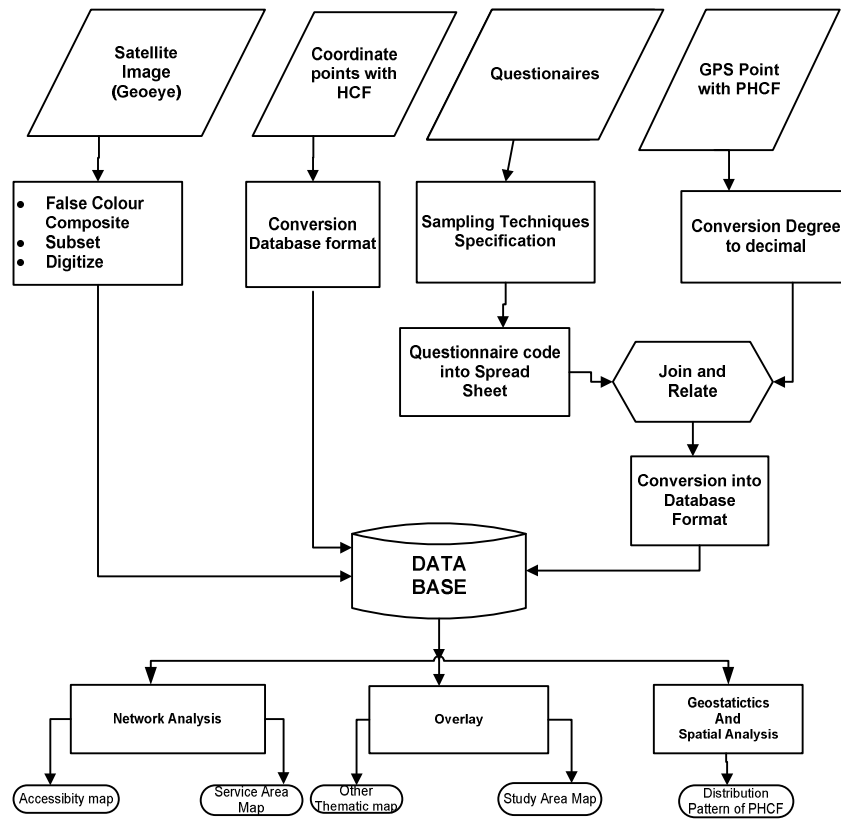 Satellite
Image
(Geoeye)
Coordinate
points with
HCF
Questionaires
GPS Point
with PHCF
• False Colour
Composite
• Subset
• Digitize
Conversion
Database format
Sampling Techniques
Specification
Conversion Degree
to decimal
Questionnaire code
into Spread
Sheet
Join and
Relate
Conversion into
Database
Format
DATA
BASE
Network Analysis
Overlay
Geostatictics
And
Spatial Analysis
Accessibity map
Service Area
Map
Other
Thematic map
Study Area Map
Distribution
Pattern of PHCF